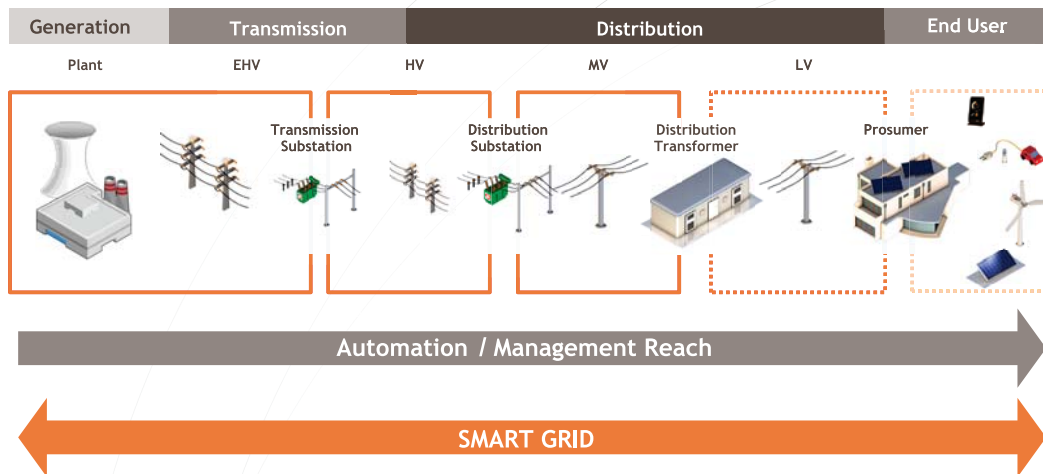 Generation
Transmission
Distribution
End User
Plant
EHV
HV
MV
LV
Transmission
Substation
Distribution
Substation
Distribution
Transformer
Prosumer
Automation / Management Reach
SMART GRID